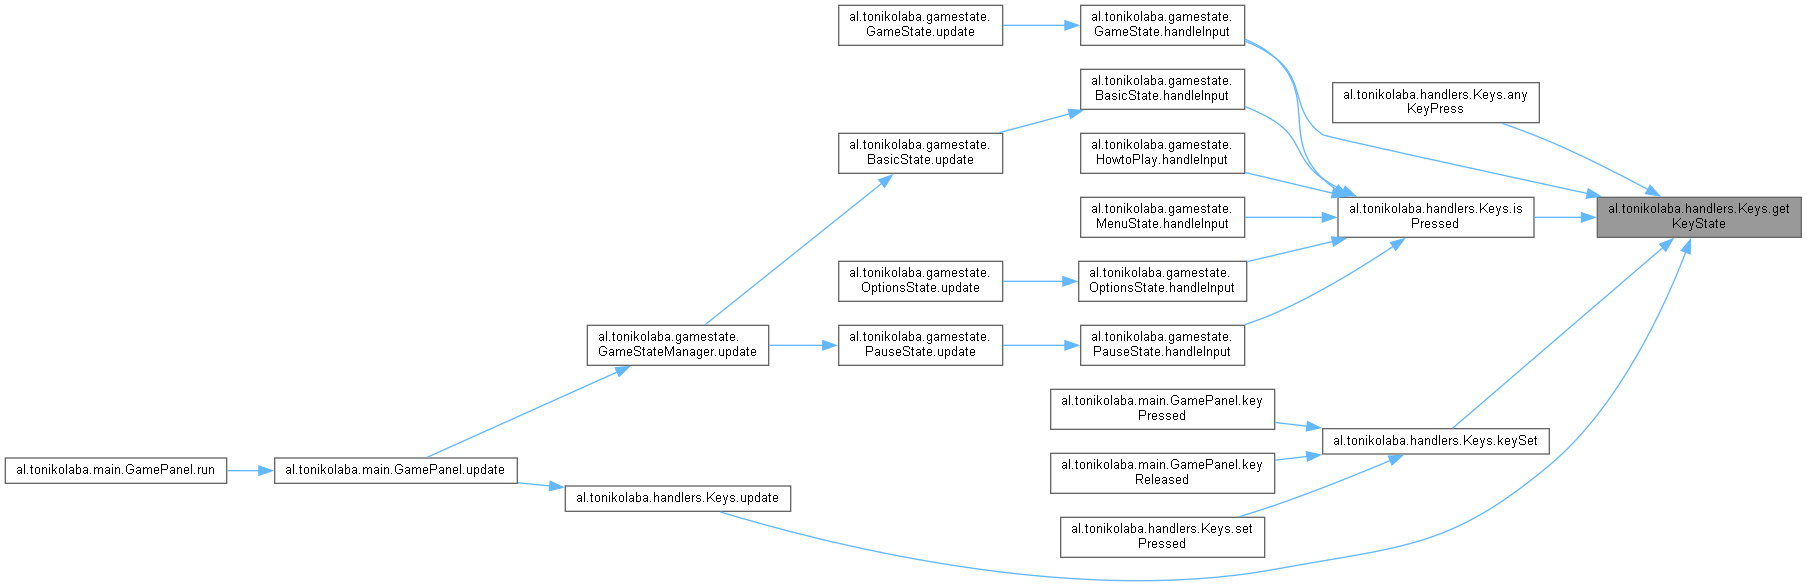 al.tonikolaba.gamestate.
GameState.update
al.tonikolaba.gamestate.
GameState.handleInput
al.tonikolaba.gamestate.
BasicState.handleInput
al.tonikolaba.handlers.Keys.any
KeyPress
al.tonikolaba.gamestate.
BasicState.update
al.tonikolaba.gamestate.
HowtoPlay.handleInput
al.tonikolaba.gamestate.
MenuState.handleInput
al.tonikolaba.handlers.Keys.is
Pressed
al.tonikolaba.handlers.Keys.get
KeyState
al.tonikolaba.gamestate.
OptionsState.update
al.tonikolaba.gamestate.
OptionsState.handleInput
al.tonikolaba.gamestate.
GameStateManager.update
al.tonikolaba.gamestate.
PauseState.update
al.tonikolaba.gamestate.
PauseState.handleInput
al.tonikolaba.main.GamePanel.key
Pressed
al.tonikolaba.handlers.Keys.keySet
al.tonikolaba.main.GamePanel.run
al.tonikolaba.main.GamePanel.update
al.tonikolaba.main.GamePanel.key
Released
al.tonikolaba.handlers.Keys.update
al.tonikolaba.handlers.Keys.set
Pressed